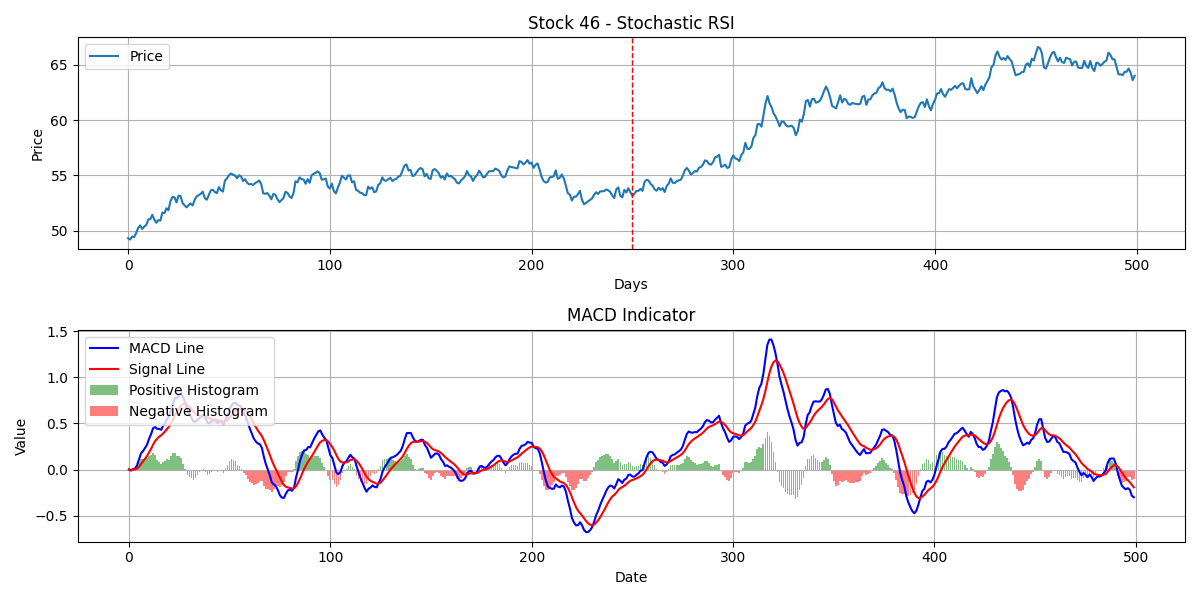 Stock 46 - Stochastic RSI
Price
65
60
55
50
Price
0 100 200 300 400 500
Days
MACD Indicator
1.5
1.0
0.5
0.0
−0.5
Value
MACD Line
Signal Line
Positive Histogram
Negative Histogram
0 100 200 300 400 500
Date